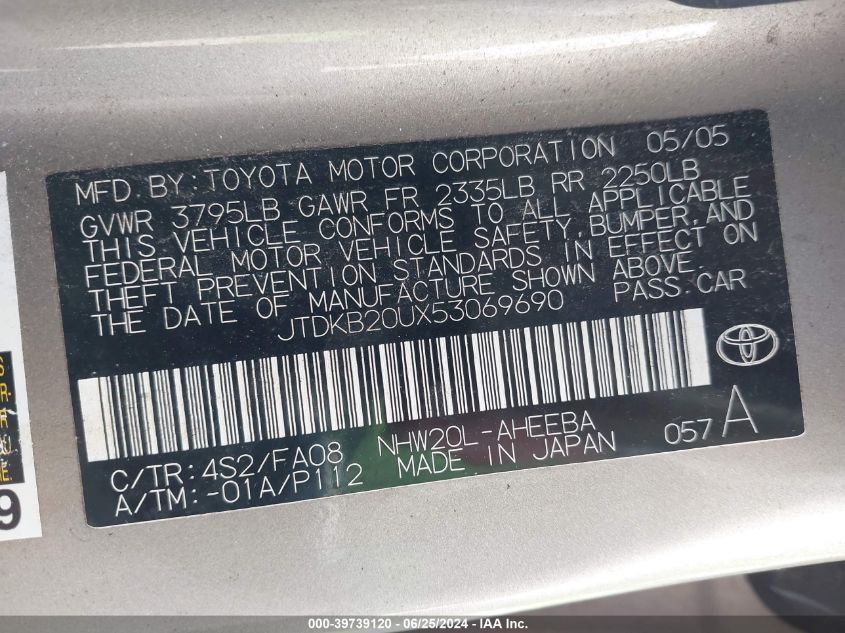 MFD BY: TOYOTA MOTOR CORPORATION 05/05
GVWR 3795LB GAWR FR 2335LB RR 2250LB
THIS VEHICLE CONFORMS TO ALL APPLICABLE
FEDERAL MOTOR VEHICLE SAFETY, BUMPER, AND
THEFT PREVENTION STANDARDS IN EFFECT ON
THE DATE OF MANUFACTURE SHOWN ABOVE
JTDKB20UX53069690 PASS.CAR
057A
C/TR: 4S2/FA08 NHW20L-AHEEBA
A/TM: -01A/P112 MADE IN JAPAN
9
000-39739120 - 06/25/2024 - IAA Inc.